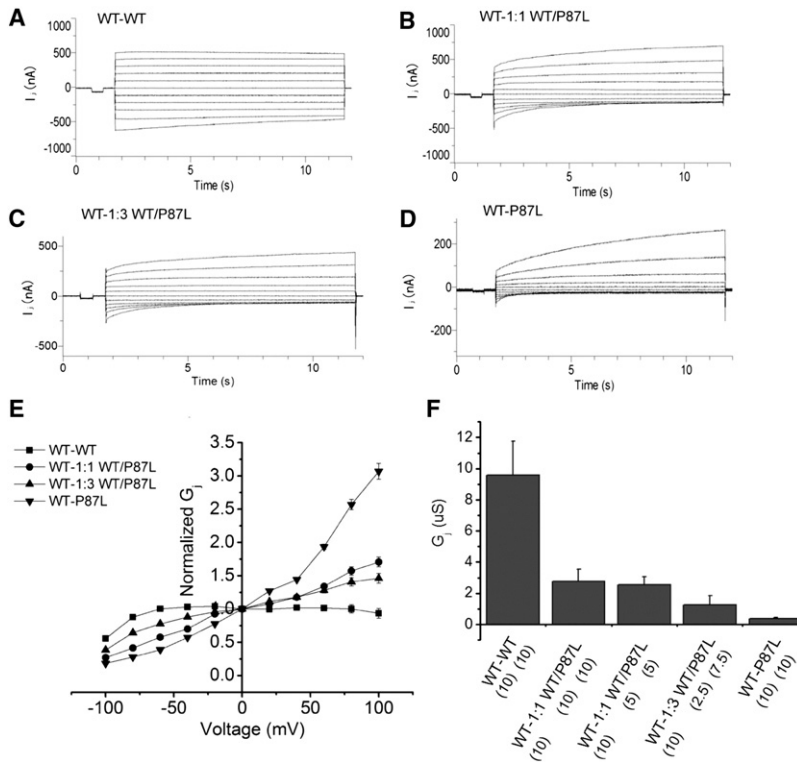 A
WT-WT
1000
500
0
-500
-1000
I j (nA)
0
5
10
Time (s)
B
WT-1:1 WT/P87L
1000
500
0
-500
-1000
I j (nA)
0
5
10
Time (s)
C
WT-1:3 WT/P87L
500
0
-500
I j (nA)
0
5
10
Time (s)
D
WT-P87L
200
0
-200
I j (nA)
0
5
10
Time (s)
E
WT-WT
WT-1:1 WT/P87L
WT-1:3 WT/P87L
WT-P87L
Normalized Gj
3.5
3.0
2.5
2.0
1.5
1.0
0.5
0.0
-100
-50
0
50
100
Voltage (mV)
F
Gj (uS)
12
10
8
6
4
2
0
WT-WT
(10) (10)
WT-1:1 WT/P87L
(10) (10) (10)
WT-1:1 WT/P87L
(10) (5) (5)
WT-1:3 WT/P87L
(10) (2.5) (7.5)
WT-P87L
(10) (10)